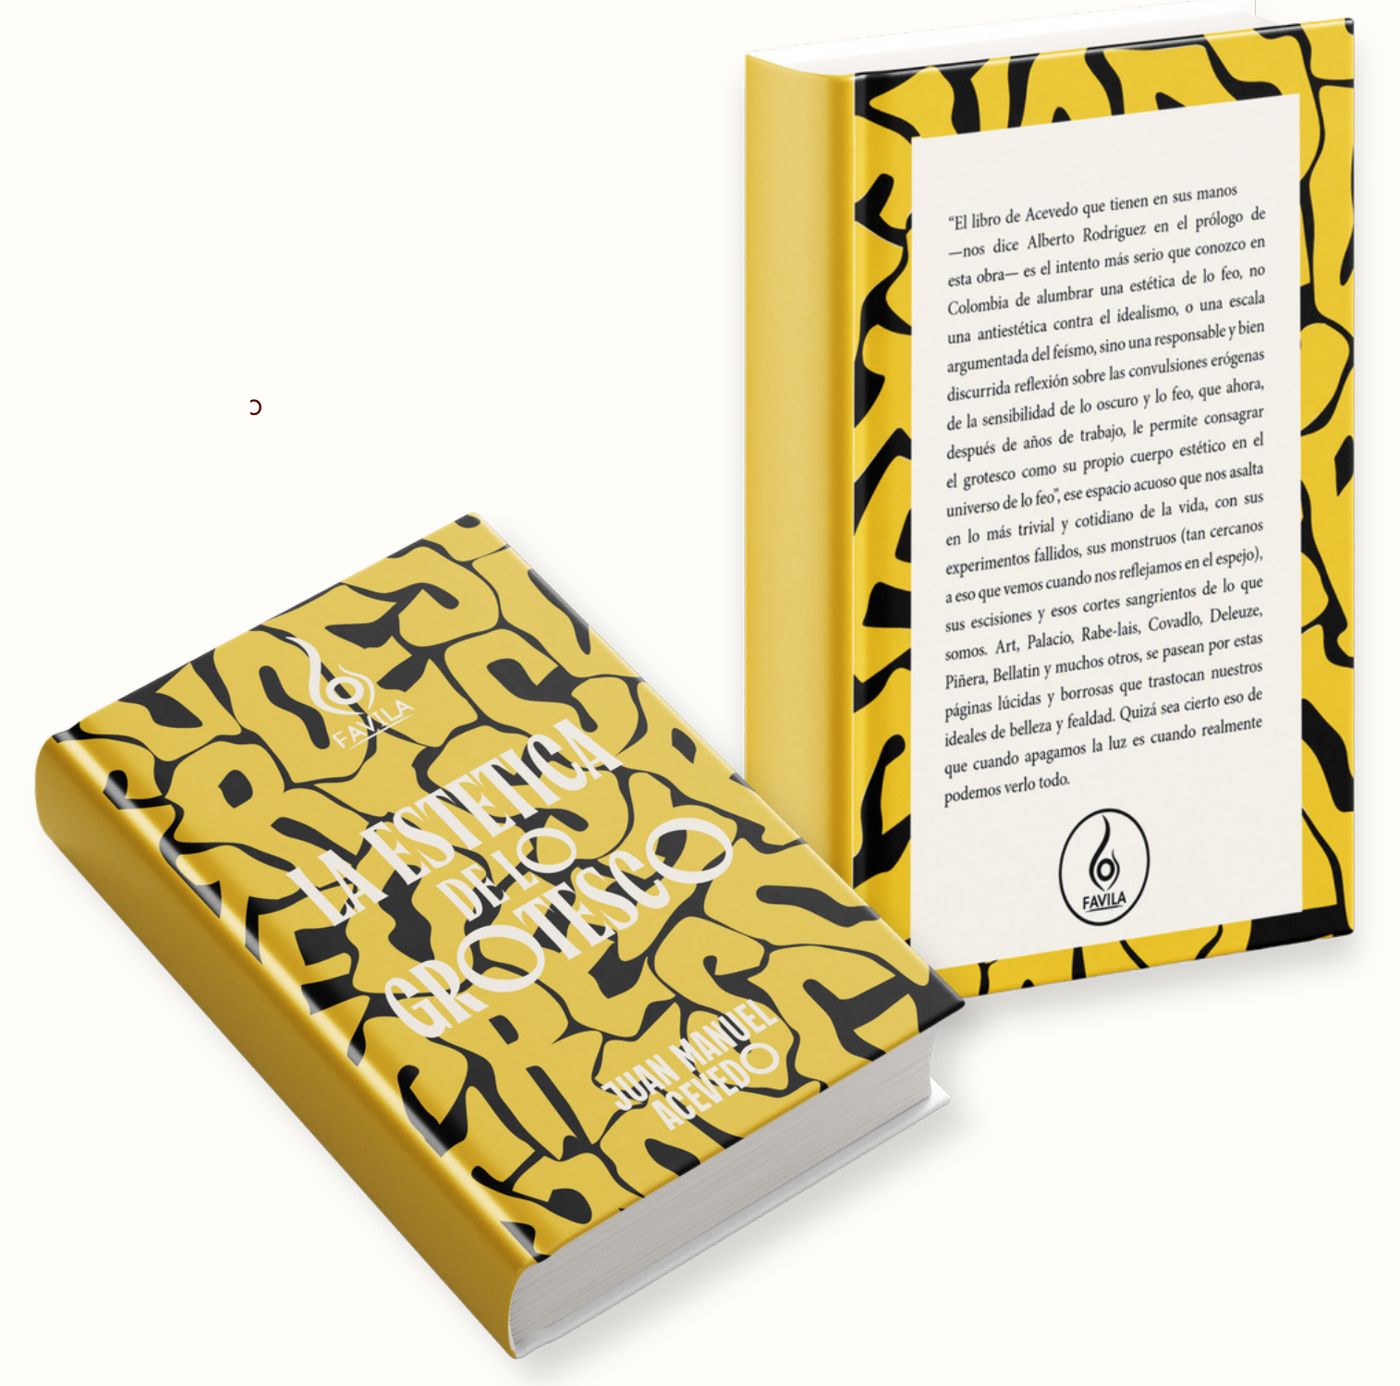 ɔ
“El libro de Acevedo que tienen en sus manos
—nos dice Alberto Rodríguez en el prólogo de
esta obra— es el intento más serio que conozco en
Colombia de alumbrar una estética de lo feo, no
una antiestética contra el idealismo, o una escala
argumentada del feísmo, sino una responsable y bien
discurrida reflexión sobre las convulsiones erógenas
de la sensibilidad de lo oscuro y lo feo, que ahora,
después de años de trabajo, le permite consagrar
el grotesco como su propio cuerpo estético en el
universo de lo feo”, ese espacio acuoso que nos asalta
en lo más trivial y cotidiano de la vida, con sus
experimentos fallidos, sus monstruos (tan cercanos
a eso que vemos cuando nos reflejamos en el espejo),
sus escisiones y esos cortes sangrientos de lo que
somos. Art, Palacio, Rabe-lais, Covadlo, Deleuze,
Piñera, Bellatin y muchos otros, se pasean por estas
páginas lúcidas y borrosas que trastocan nuestros
ideales de belleza y fealdad. Quizá sea cierto eso de
que cuando apagamos la luz es cuando realmente
podemos verlo todo.
FAVILA
FAVILA
LA ESTETICA
DE LO
GROTESCO
JUAN MANUEL
ACEVEDO